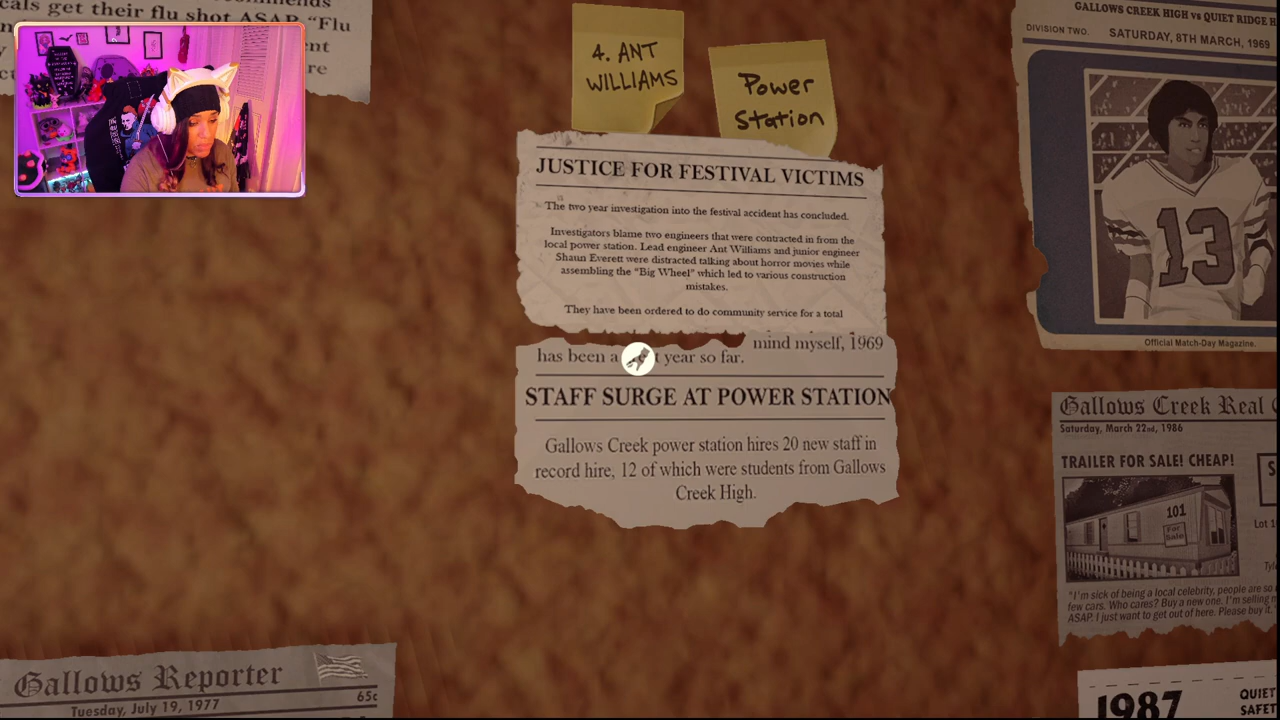 cals get their flu shot ASAP. "Flu
4. ANT
WILLIAMS
Power
Station
JUSTICE FOR FESTIVAL VICTIMS
The two year investigation into the festival accident has concluded.
Investigators blame two engineers that were contracted in from the
local power station. Lead engineer Ant Williams and junior engineer
Shaun Everett were distracted talking about horror movies while
assembling the "Big Wheel" which led to various construction
mistakes.
They have been ordered to do community service for a total
mind myself, 1969
has been a year so far.
STAFF SURGE AT POWER STATION
Gallows Creek power station hires 20 new staff in
record hire, 12 of which were students from Gallows
Creek High.
GALLOWS CREEK HIGH vs QUIET RIDGE H
DIVISION TWO. SATURDAY, 8TH MARCH, 1969
13
Official Match-Day Magazine.
Gallows Creek Real
Saturday, March 22nd, 1986
TRAILER FOR SALE! CHEAP!
101
For
Sale
Lot 1
"I'm sick of being a local celebrity, people are so
few cars. Who cares? Buy a new one. I'm selling
ASAP. I just want to get out of here. Please buy it.
1987
QUIET
SAFET
Gallows Reporter
65c
Tuesday, July 19, 1977